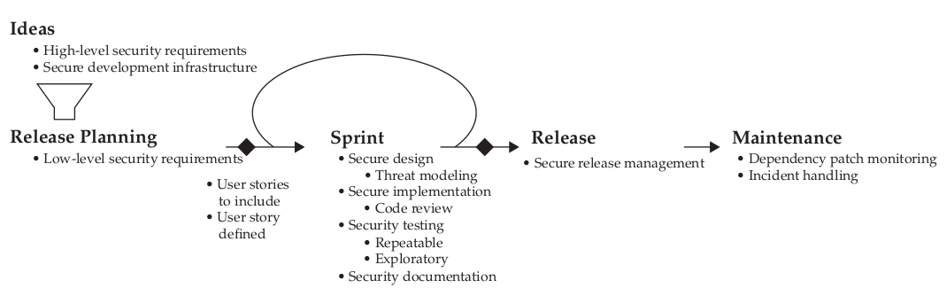 Ideas
• High-level security requirements
• Secure development infrastructure
Release Planning
• Low-level security requirements
• User stories
to include
• User story
defined
Sprint
• Secure design
• Threat modeling
• Secure implementation
• Code review
• Security testing
• Repeatable
• Exploratory
• Security documentation
Release
• Secure release management
Maintenance
• Dependency patch monitoring
• Incident handling